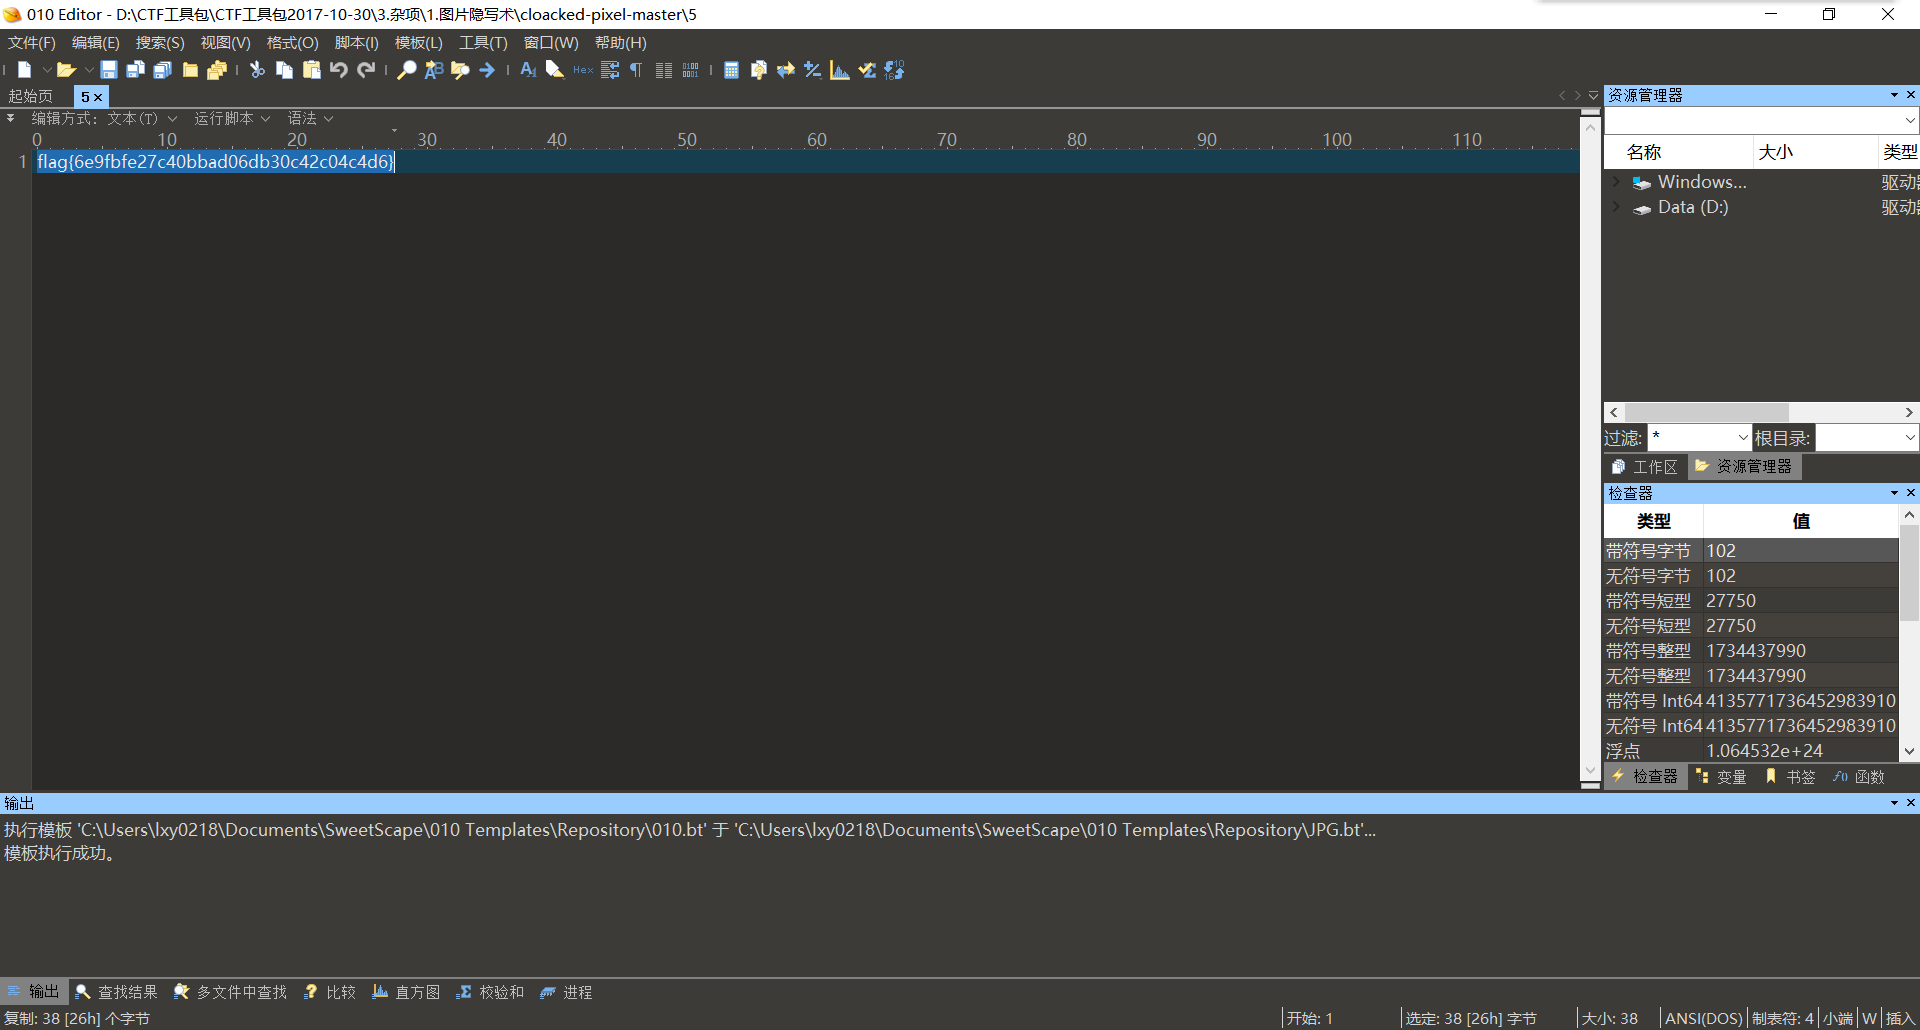 010 Editor - D:\CTF工具包\CTF工具包2017-10-30\3.杂项\1.图片隐写术\cloacked-pixel-master\5
文件(F) 编辑(E) 搜索(S) 视图(V) 格式(O) 脚本(I) 模板(L) 工具(T) 窗口(W) 帮助(H)
Hex
起始页 5
编辑方式: 文本(T) 运行脚本 语法
0 10 20 30 40 50 60 70 80 90 100 110
1 flag{6e9fbfe27c40bbad06db30c42c04c4d6}
资源管理器
名称 大小 类型
Windows... 驱动
Data (D:) 驱动
过滤: * 根目录:
工作区 资源管理器
检查器
类型 值
带符号字节 102
无符号字节 102
带符号短型 27750
无符号短型 27750
带符号整型 1734437990
无符号整型 1734437990
带符号 Int64 4135771736452983910
无符号 Int64 4135771736452983910
浮点 1.064532e+24
检查器 变量 书签 函数
输出
执行模板 'C:\Users\lxy0218\Documents\SweetScape\010 Templates\Repository\010.bt' 于 'C:\Users\lxy0218\Documents\SweetScape\010 Templates\Repository\JPG.bt'...
模板执行成功。
输出 查找结果 多文件中查找 比较 直方图 校验和 进程
复制: 38 [26h] 个字节 开始: 1 选定: 38 [26h] 字节 大小: 38 ANSI(DOS) 制表符: 4 小端 W 插入